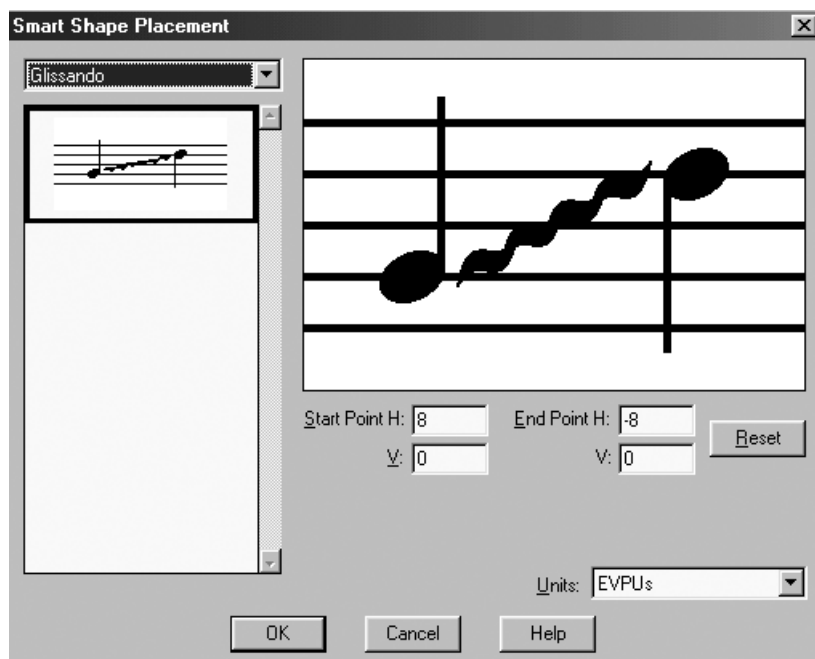 Smart Shape Placement
Glissando
Start Point H: 8
End Point H: -8
V: 0
V: 0
Reset
Units: EVPUs
OK
Cancel
Help